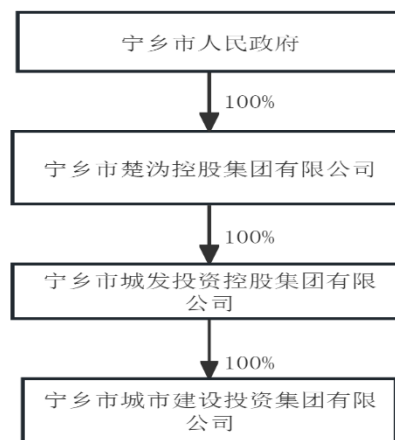 宁乡市人民政府
100%
宁乡市楚沩控股集团有限公司
100%
宁乡市城发投资控股集团有限
公司
100%
宁乡市城市建设投资集团有限
公司